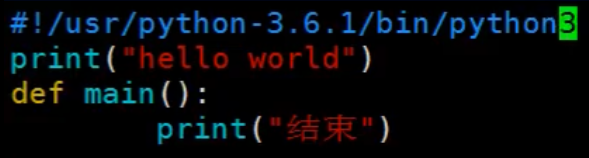 #!/usr/python-3.6.1/bin/python3
print("hello world")
def main():
        print("结束")